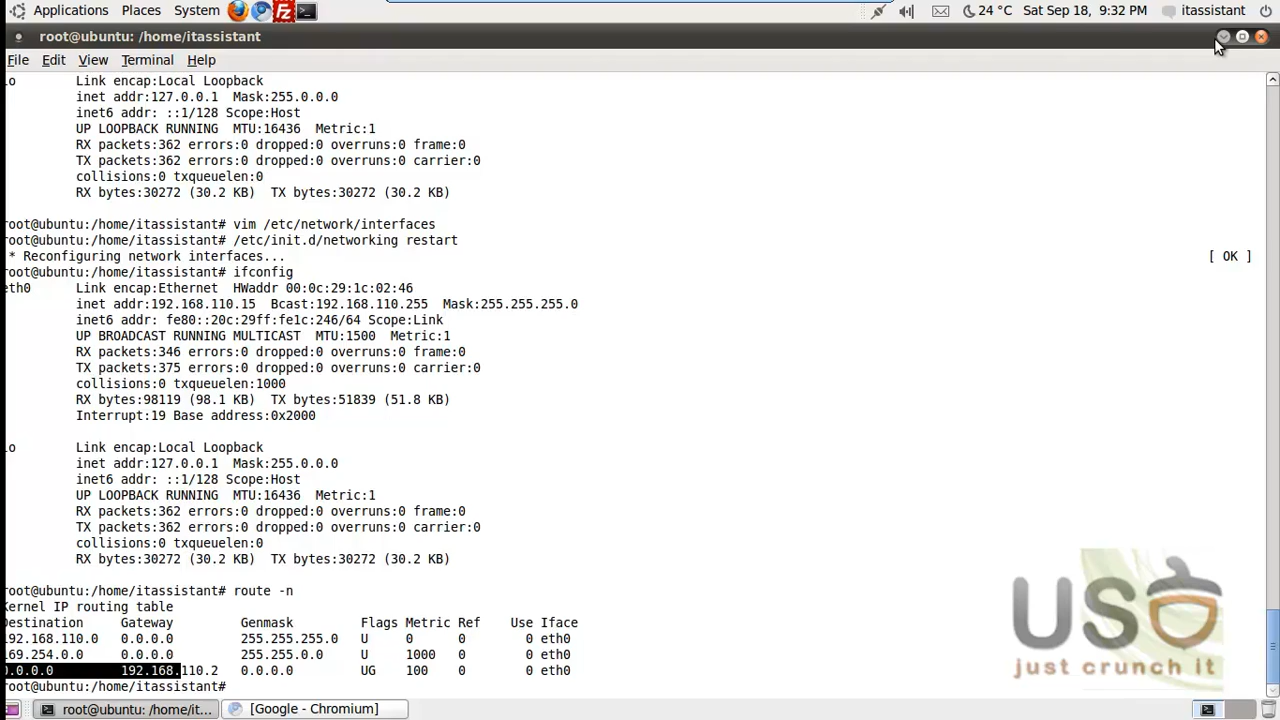 Applications Places System Fz 24 °C Sat Sep 18, 9:32 PM itassistant
root@ubuntu: /home/itassistant
File Edit View Terminal Help
lo Link encap:Local Loopback
inet addr:127.0.0.1 Mask:255.0.0.0
inet6 addr: ::1/128 Scope:Host
UP LOOPBACK RUNNING MTU:16436 Metric:1
RX packets:362 errors:0 dropped:0 overruns:0 frame:0
TX packets:362 errors:0 dropped:0 overruns:0 carrier:0
collisions:0 txqueuelen:0
RX bytes:30272 (30.2 KB) TX bytes:30272 (30.2 KB)
root@ubuntu:/home/itassistant# vim /etc/network/interfaces
root@ubuntu:/home/itassistant# /etc/init.d/networking restart
* Reconfiguring network interfaces... [ OK ]
root@ubuntu:/home/itassistant# ifconfig
eth0 Link encap:Ethernet HWaddr 00:0c:29:1c:02:46
inet addr:192.168.110.15 Bcast:192.168.110.255 Mask:255.255.255.0
inet6 addr: fe80::20c:29ff:fe1c:246/64 Scope:Link
UP BROADCAST RUNNING MULTICAST MTU:1500 Metric:1
RX packets:346 errors:0 dropped:0 overruns:0 frame:0
TX packets:375 errors:0 dropped:0 overruns:0 carrier:0
collisions:0 txqueuelen:1000
RX bytes:98119 (98.1 KB) TX bytes:51839 (51.8 KB)
Interrupt:19 Base address:0x2000
lo Link encap:Local Loopback
inet addr:127.0.0.1 Mask:255.0.0.0
inet6 addr: ::1/128 Scope:Host
UP LOOPBACK RUNNING MTU:16436 Metric:1
RX packets:362 errors:0 dropped:0 overruns:0 frame:0
TX packets:362 errors:0 dropped:0 overruns:0 carrier:0
collisions:0 txqueuelen:0
RX bytes:30272 (30.2 KB) TX bytes:30272 (30.2 KB)
root@ubuntu:/home/itassistant# route -n
Kernel IP routing table
Destination Gateway Genmask Flags Metric Ref Use Iface
192.168.110.0 0.0.0.0 255.255.255.0 U 0 0 0 eth0
169.254.0.0 0.0.0.0 255.255.0.0 U 1000 0 0 eth0
0.0.0.0 192.168.110.2 0.0.0.0 UG 100 0 0 eth0
root@ubuntu:/home/itassistant#
USO
just crunch it
root@ubuntu: /home/it... [Google - Chromium]